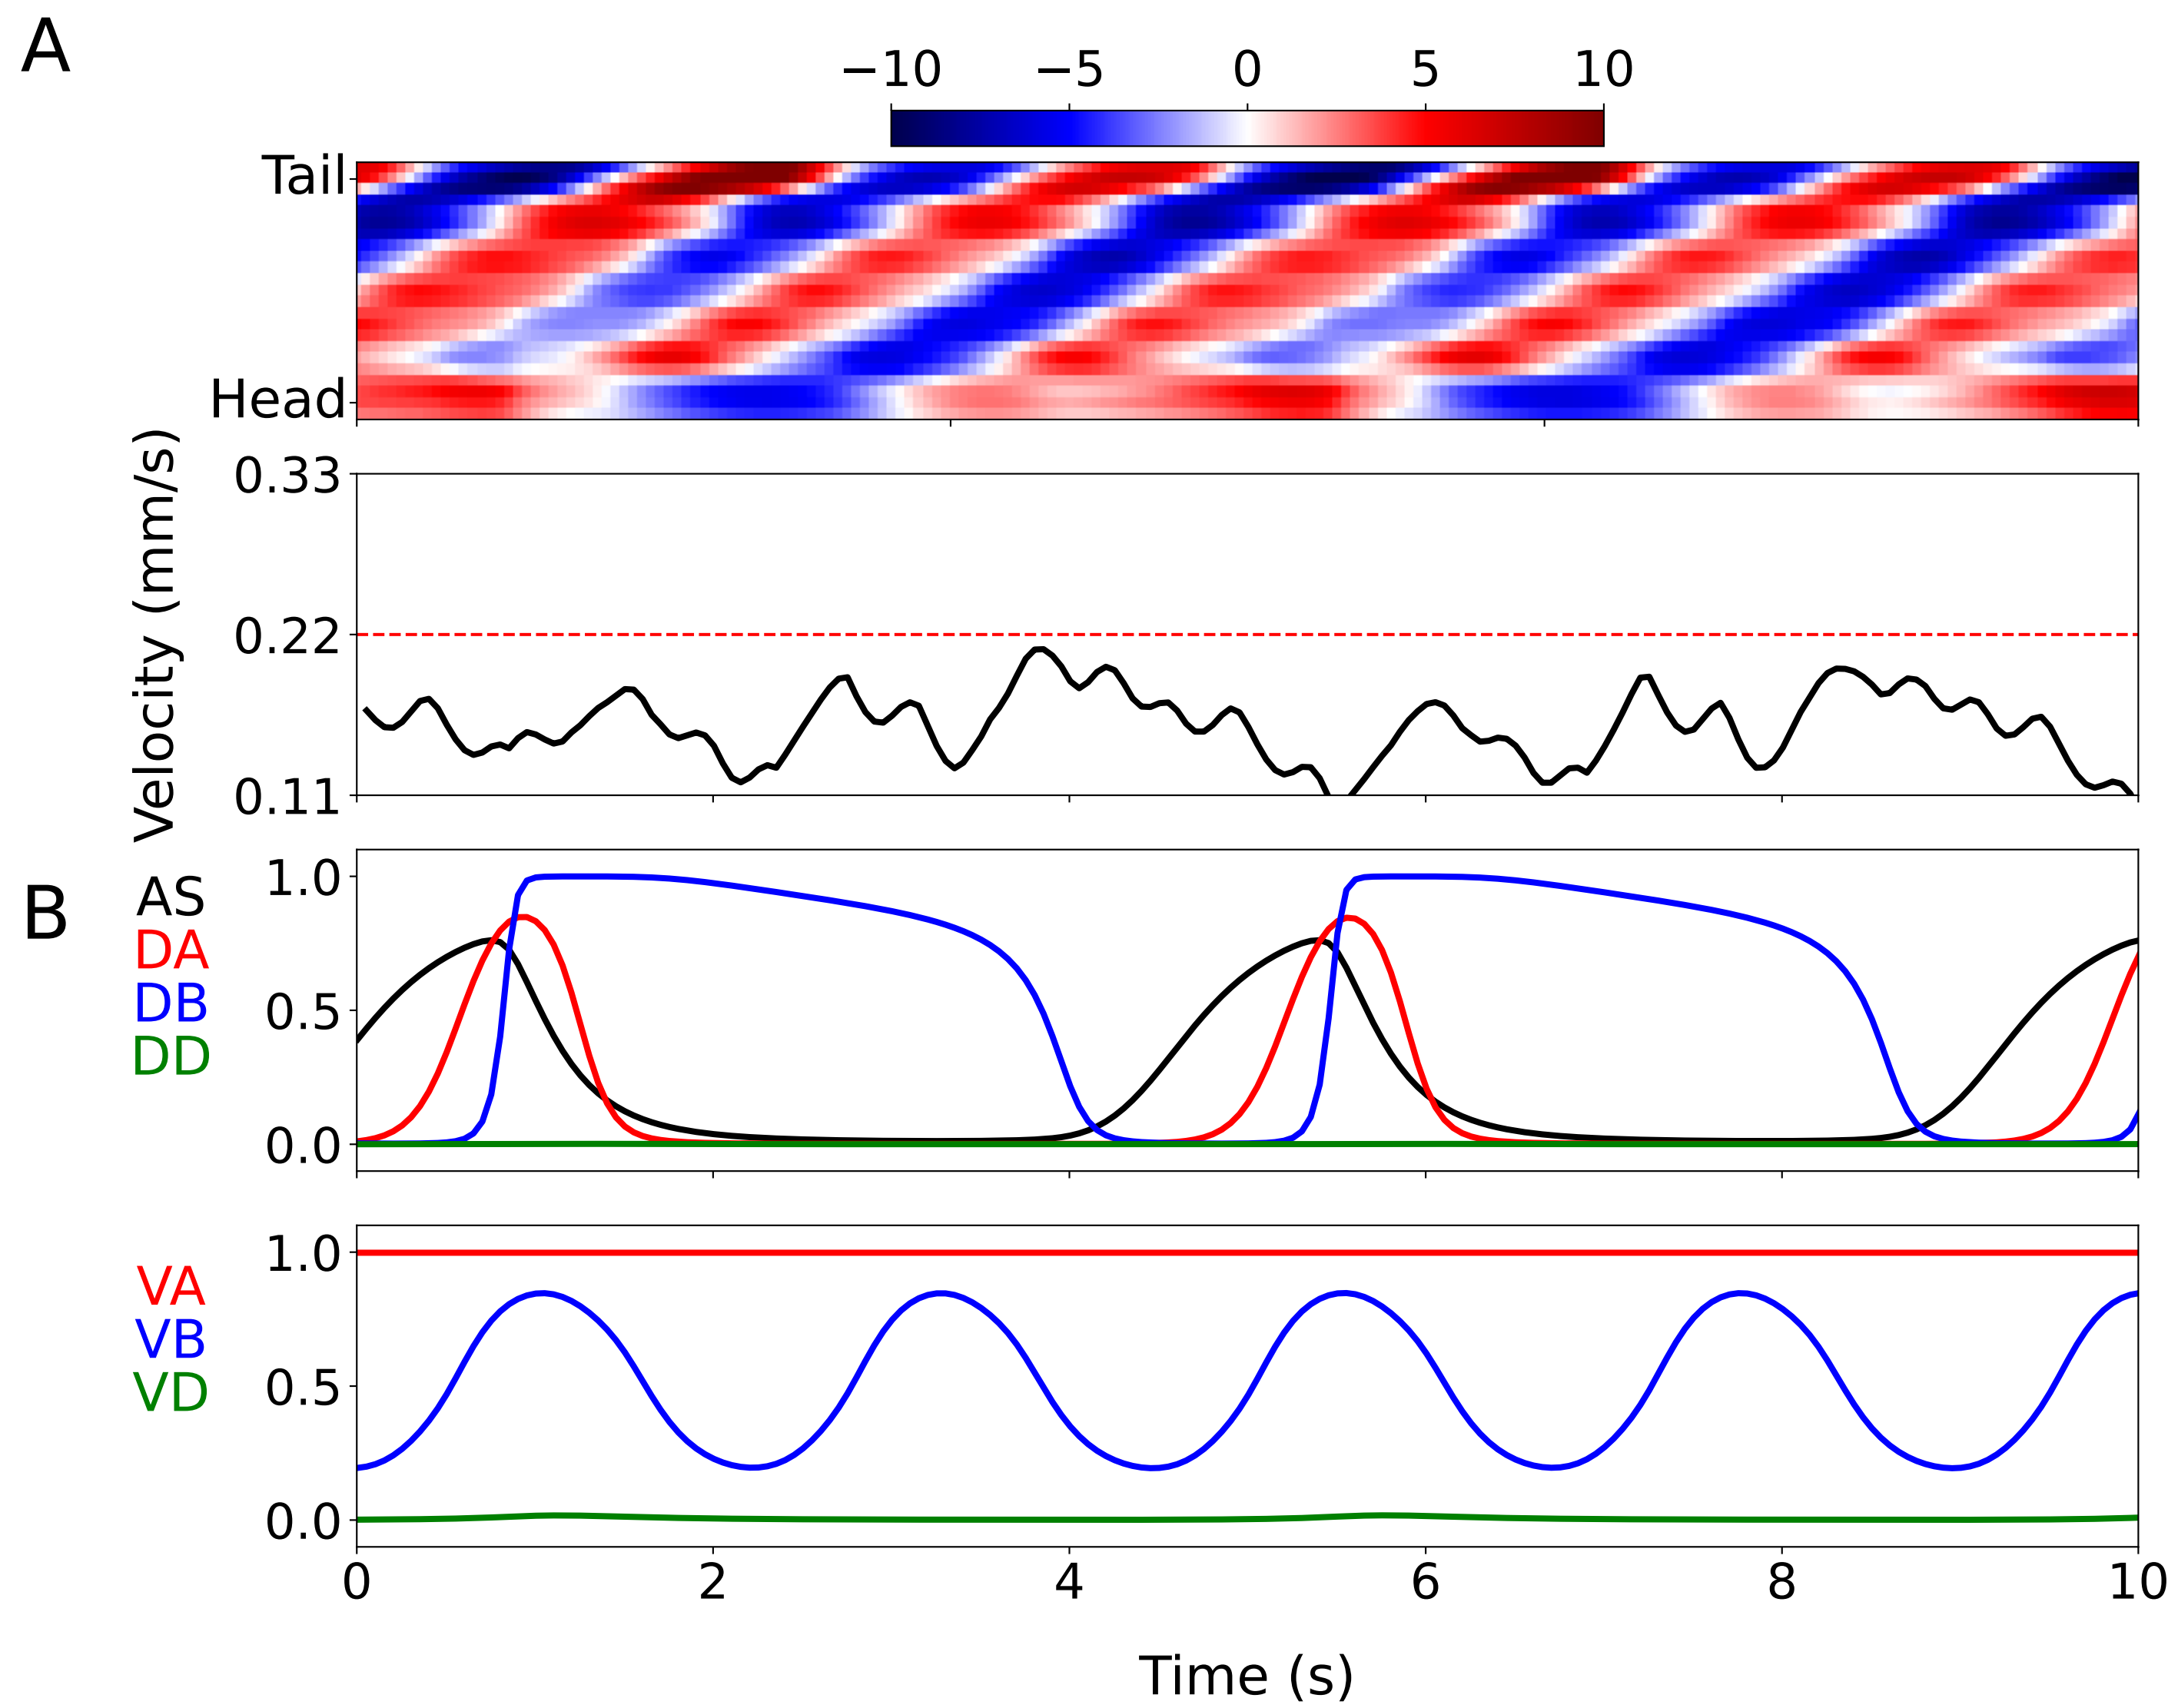 A
−10 −5 0 5 10
Tail
Head
Velocity (mm/s)
0.33
0.22
0.11
B
AS
DA
DB
DD
1.0
0.5
0.0
VA
VB
VD
1.0
0.5
0.0
0 2 4 6 8 10
Time (s)